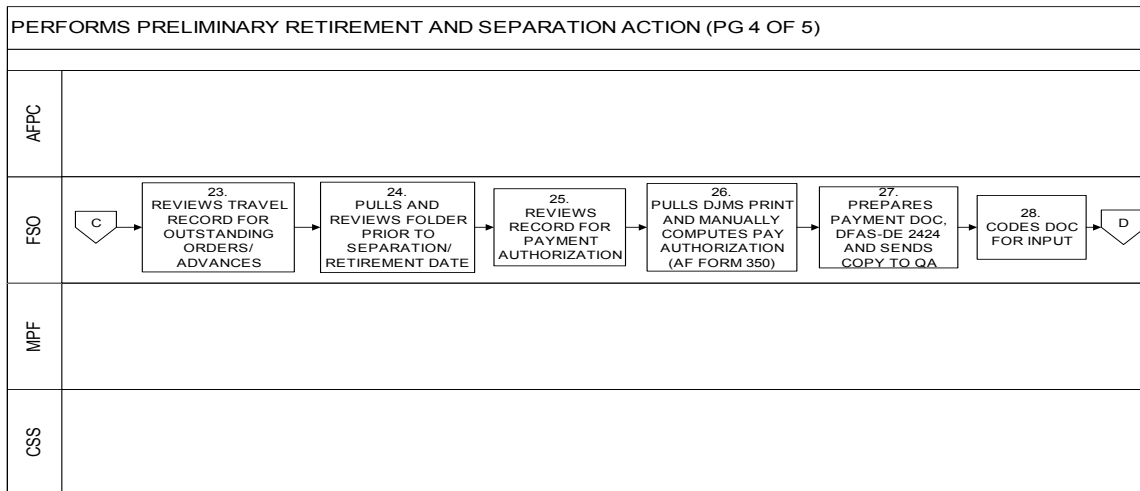 PERFORMS PRELIMINARY RETIREMENT AND SEPARATION ACTION (PG 4 OF 5)
AFPC
FSO
C
23.
REVIEWS TRAVEL
RECORD FOR
OUTSTANDING
ORDERS/
ADVANCES
24.
PULLS AND
REVIEWS FOLDER
PRIOR TO
SEPARATION/
RETIREMENT DATE
25.
REVIEWS
RECORD FOR
PAYMENT
AUTHORIZATION
26.
PULLS DJMS PRINT
AND MANUALLY
COMPUTES PAY
AUTHORIZATION
(AF FORM 350)
27.
PREPARES
PAYMENT DOC,
DFAS-DE 2424
AND SENDS
COPY TO QA
28.
CODES DOC
FOR INPUT
D
MPF
CSS